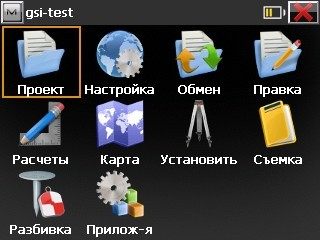 M gsi-test
Проект Настройка Обмен Правка
Расчеты Карта Установить Съемка
Разбивка Прилож-я